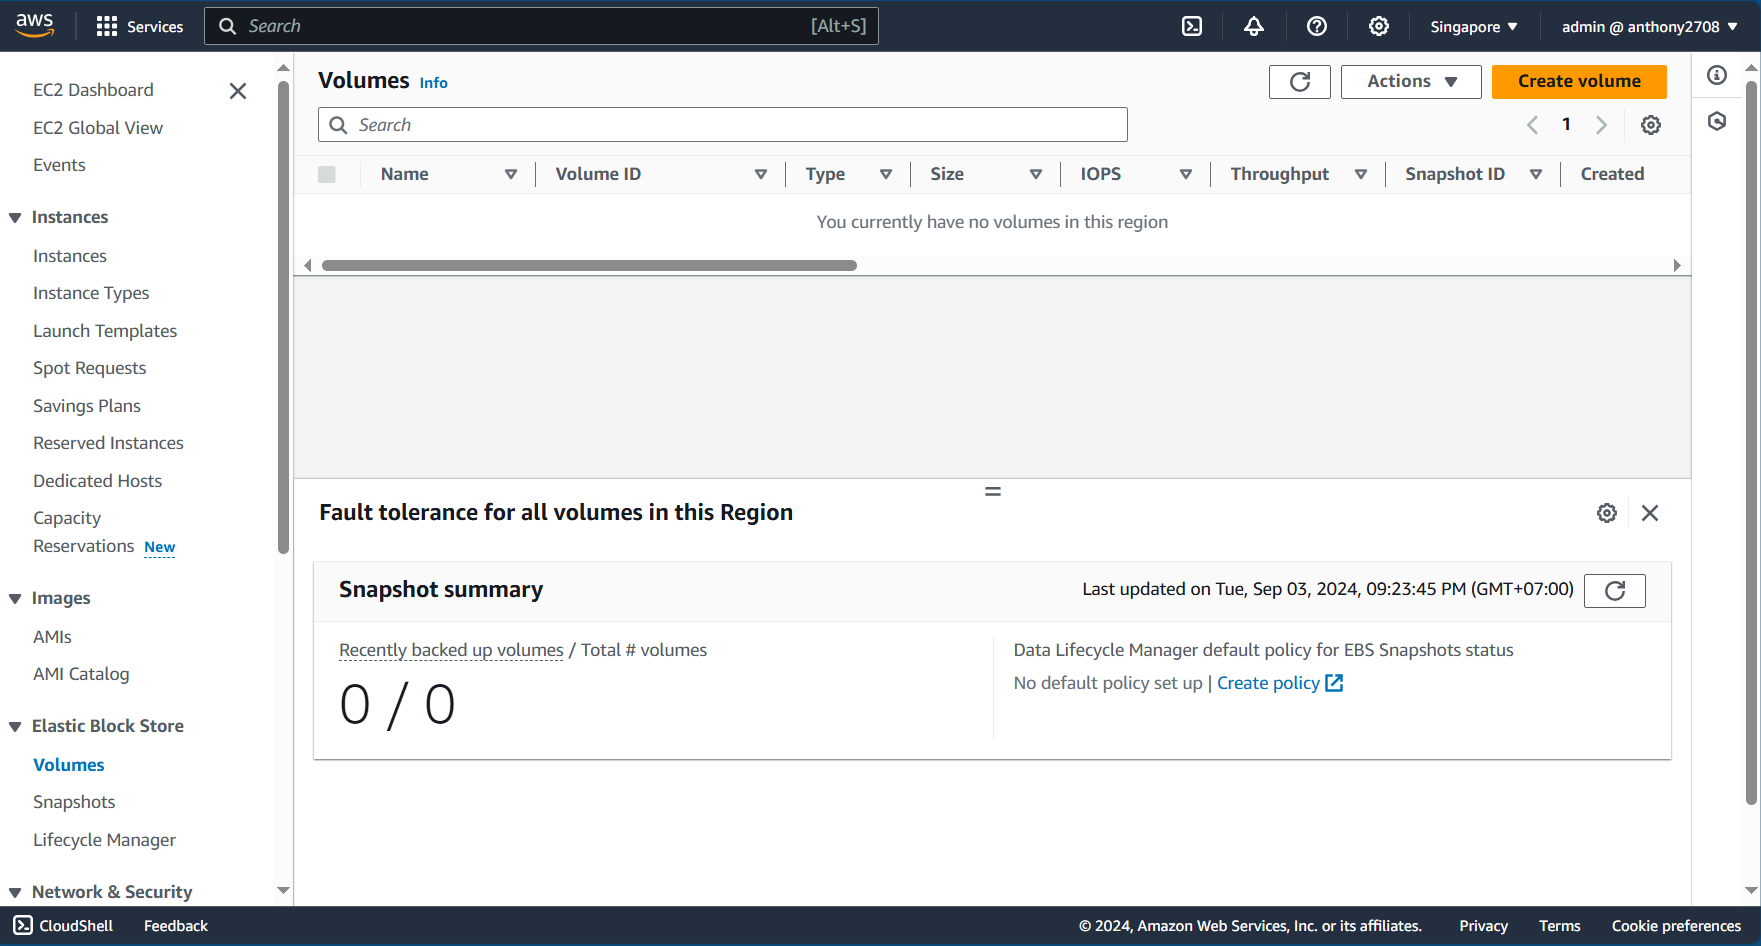 aws
Services
Search
[Alt+S]
Singapore
admin @ anthony2708
EC2 Dashboard
EC2 Global View
Events
Instances
Instances
Instance Types
Launch Templates
Spot Requests
Savings Plans
Reserved Instances
Dedicated Hosts
Capacity
Reservations New
Images
AMIs
AMI Catalog
Elastic Block Store
Volumes
Snapshots
Lifecycle Manager
Network & Security
Volumes Info
Actions
Create volume
Search
1
Name Volume ID Type Size IOPS Throughput Snapshot ID Created
You currently have no volumes in this region
Fault tolerance for all volumes in this Region
Snapshot summary
Last updated on Tue, Sep 03, 2024, 09:23:45 PM (GMT+07:00)
Recently backed up volumes / Total # volumes
0 / 0
Data Lifecycle Manager default policy for EBS Snapshots status
No default policy set up | Create policy
CloudShell Feedback © 2024, Amazon Web Services, Inc. or its affiliates. Privacy Terms Cookie preferences